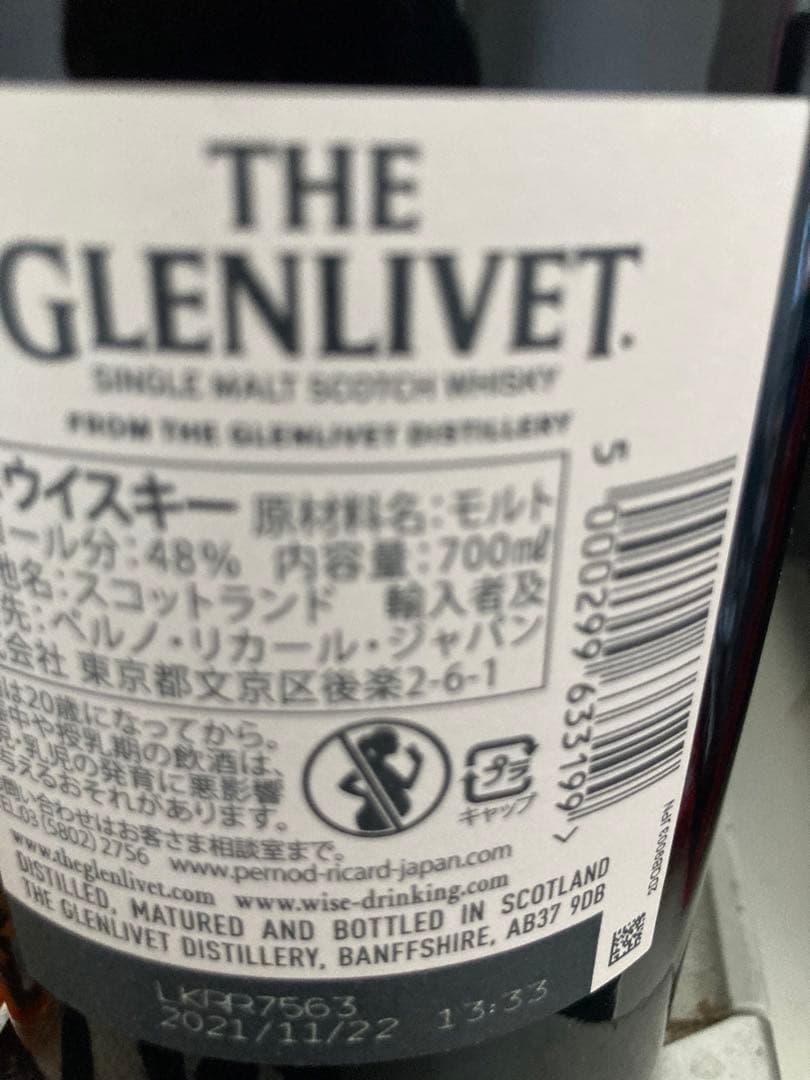 THE
GLENLIVET.
SINGLE MALT SCOTCH WHISKY
FROM THE GLENLIVET DISTILLERY
ウイスキー 原材料名:モルト
ール分:48% 内容量:700ml
地名:スコットランド 輸入者及
先:ペルノ・リカール・ジャパン
会社 東京都文京区後楽2-6-1
は20歳になってから。
中や授乳期の飲酒は、
児・乳児の発育に悪影響
与えるおそれがあります。
問い合わせはお客さま相談室まで。
TEL.03 (5802) 2756 www.pernod-ricard-japan.com
www.theglenlivet.com www.wise-drinking.com
DISTILLED, MATURED AND BOTTLED IN SCOTLAND
THE GLENLIVET DISTILLERY, BANFFSHIRE, AB37 9DB
プラ
キャップ
5 000299 633199 >
LKRR7563
2021/11/22 13:33